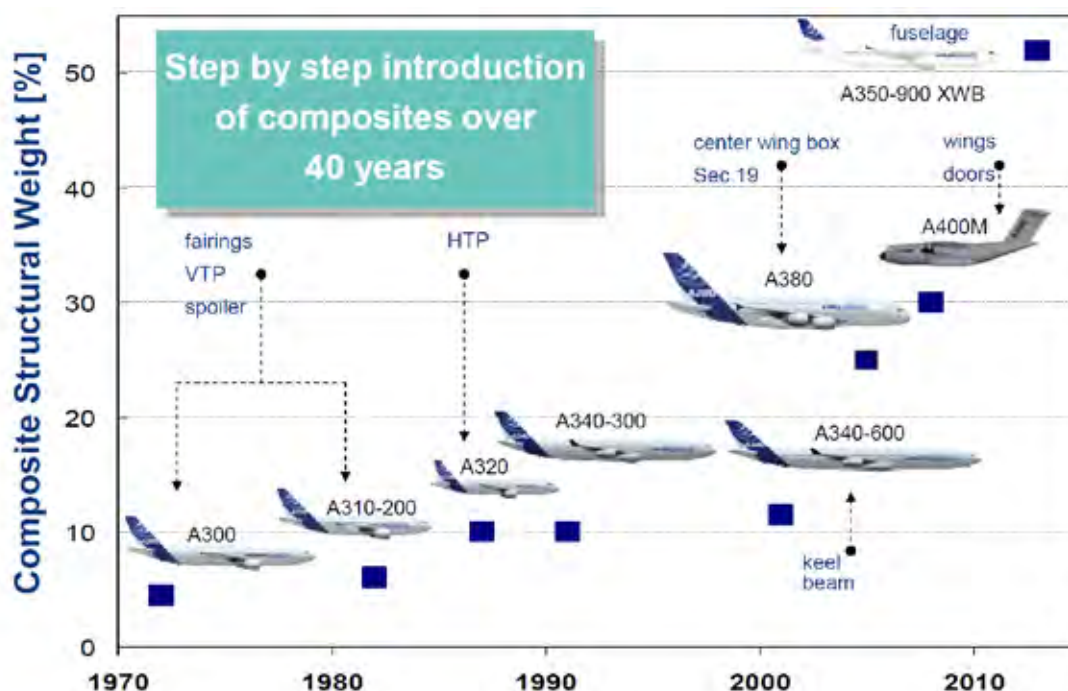 Composite Structural Weight [%]
50
40
30
20
10
0
1970
1980
1990
2000
2010
Step by step introduction
of composites over
40 years
fuselage
A350-900 XWB
center wing box
Sec.19
wings
doors
A400M
A380
fairings
VTP
spoiler
HTP
A340-300
A340-600
A320
A310-200
A300
keel
beam